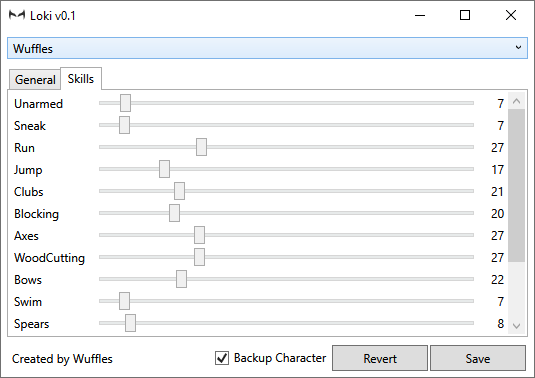 Loki v0.1
Wuffles
General Skills
Unarmed 7
Sneak 7
Run 27
Jump 17
Clubs 21
Blocking 20
Axes 27
WoodCutting 27
Bows 22
Swim 7
Spears 8
Created by Wuffles Backup Character Revert Save